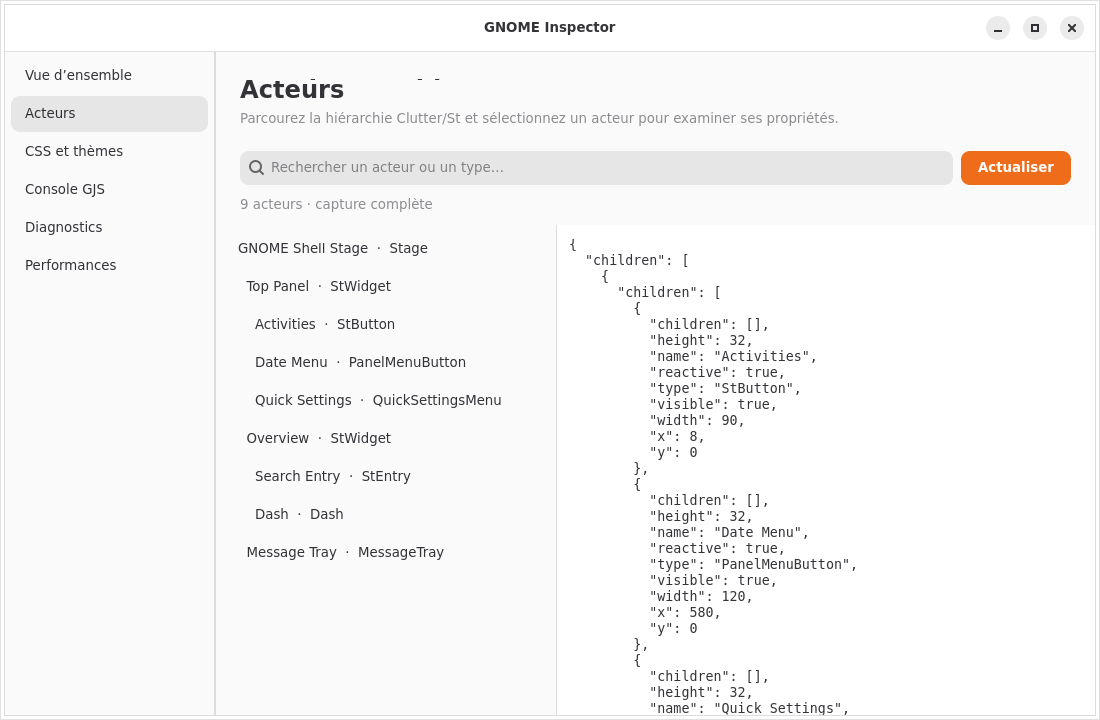 GNOME Inspector
Vue d’ensemble
Acteurs
CSS et thèmes
Console GJS
Diagnostics
Performances
Acteurs
Parcourez la hiérarchie Clutter/St et sélectionnez un acteur pour examiner ses propriétés.
Rechercher un acteur ou un type…
Actualiser
9 acteurs · capture complète
GNOME Shell Stage · Stage
Top Panel · StWidget
Activities · StButton
Date Menu · PanelMenuButton
Quick Settings · QuickSettingsMenu
Overview · StWidget
Search Entry · StEntry
Dash · Dash
Message Tray · MessageTray
{
  "children": [
    {
      "children": [
        {
          "children": [],
          "height": 32,
          "name": "Activities",
          "reactive": true,
          "type": "StButton",
          "visible": true,
          "width": 90,
          "x": 8,
          "y": 0
        },
        {
          "children": [],
          "height": 32,
          "name": "Date Menu",
          "reactive": true,
          "type": "PanelMenuButton",
          "visible": true,
          "width": 120,
          "x": 580,
          "y": 0
        },
        {
          "children": [],
          "height": 32,
          "name": "Quick Settings",